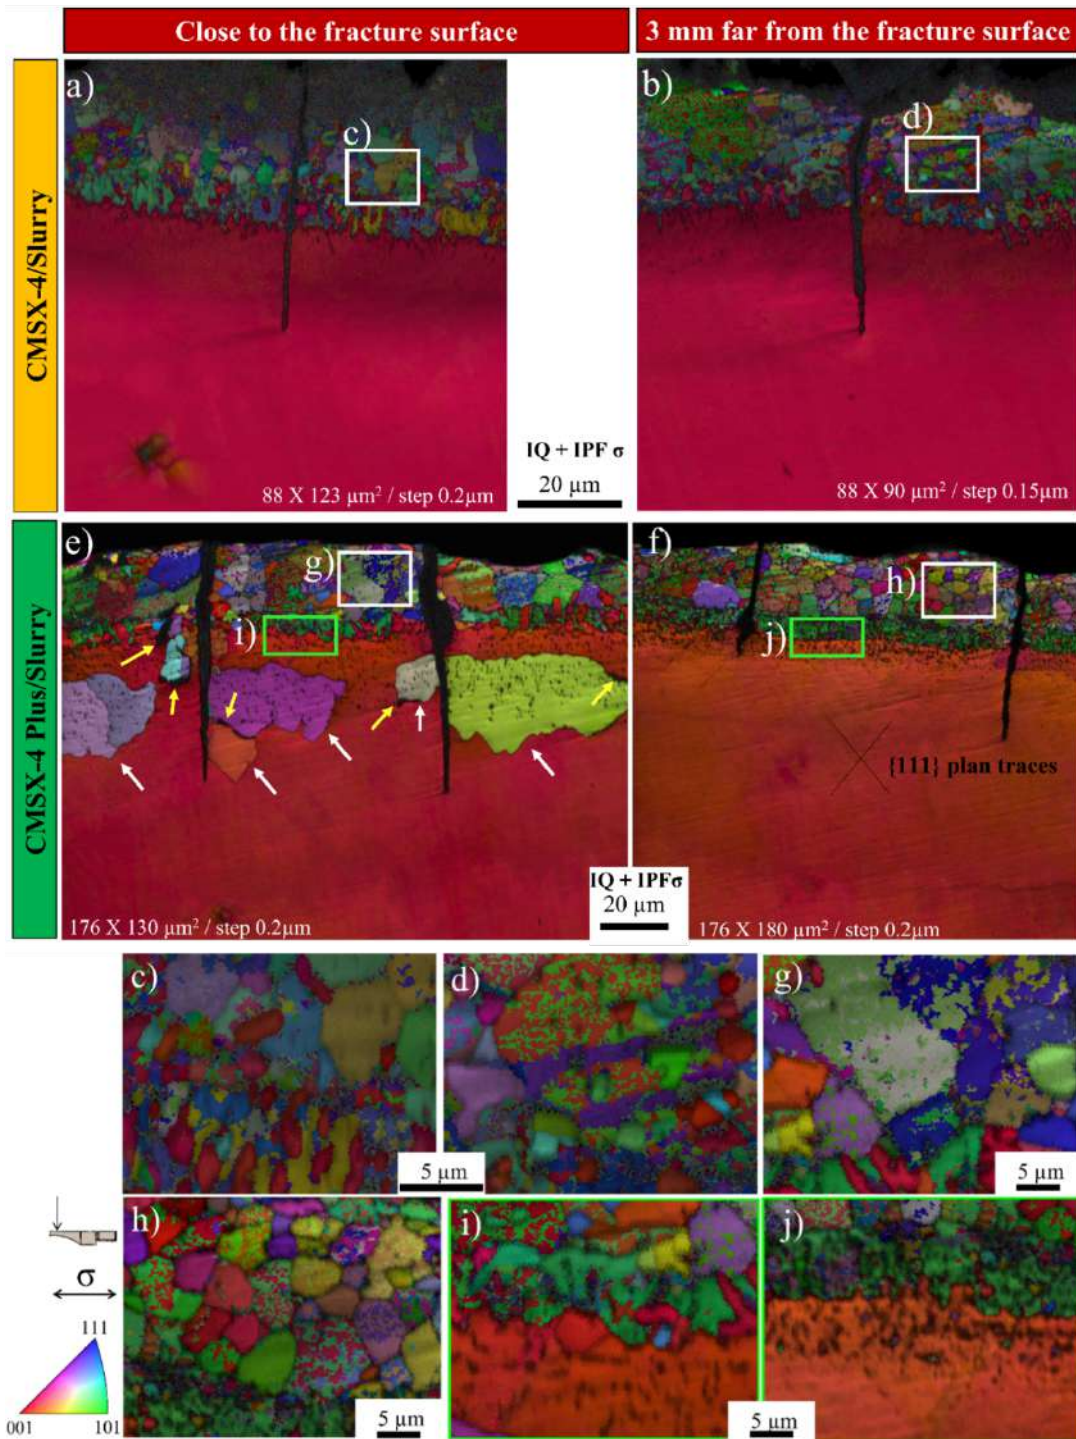 Close to the fracture surface
3 mm far from the fracture surface
CMSX-4/Slurry
a)
c)
b)
d)
IQ + IPF σ
20 µm
88 X 123 µm² / step 0.2µm
88 X 90 µm² / step 0.15µm
CMSX-4 Plus/Slurry
e)
g)
i)
f)
h)
j)
{111} plan traces
IQ + IPFσ
20 µm
176 X 130 µm² / step 0.2µm
176 X 180 µm² / step 0.2µm
c)
d)
g)
5 µm
5 µm
h)
i)
j)
σ
111
001
101
5 µm
5 µm